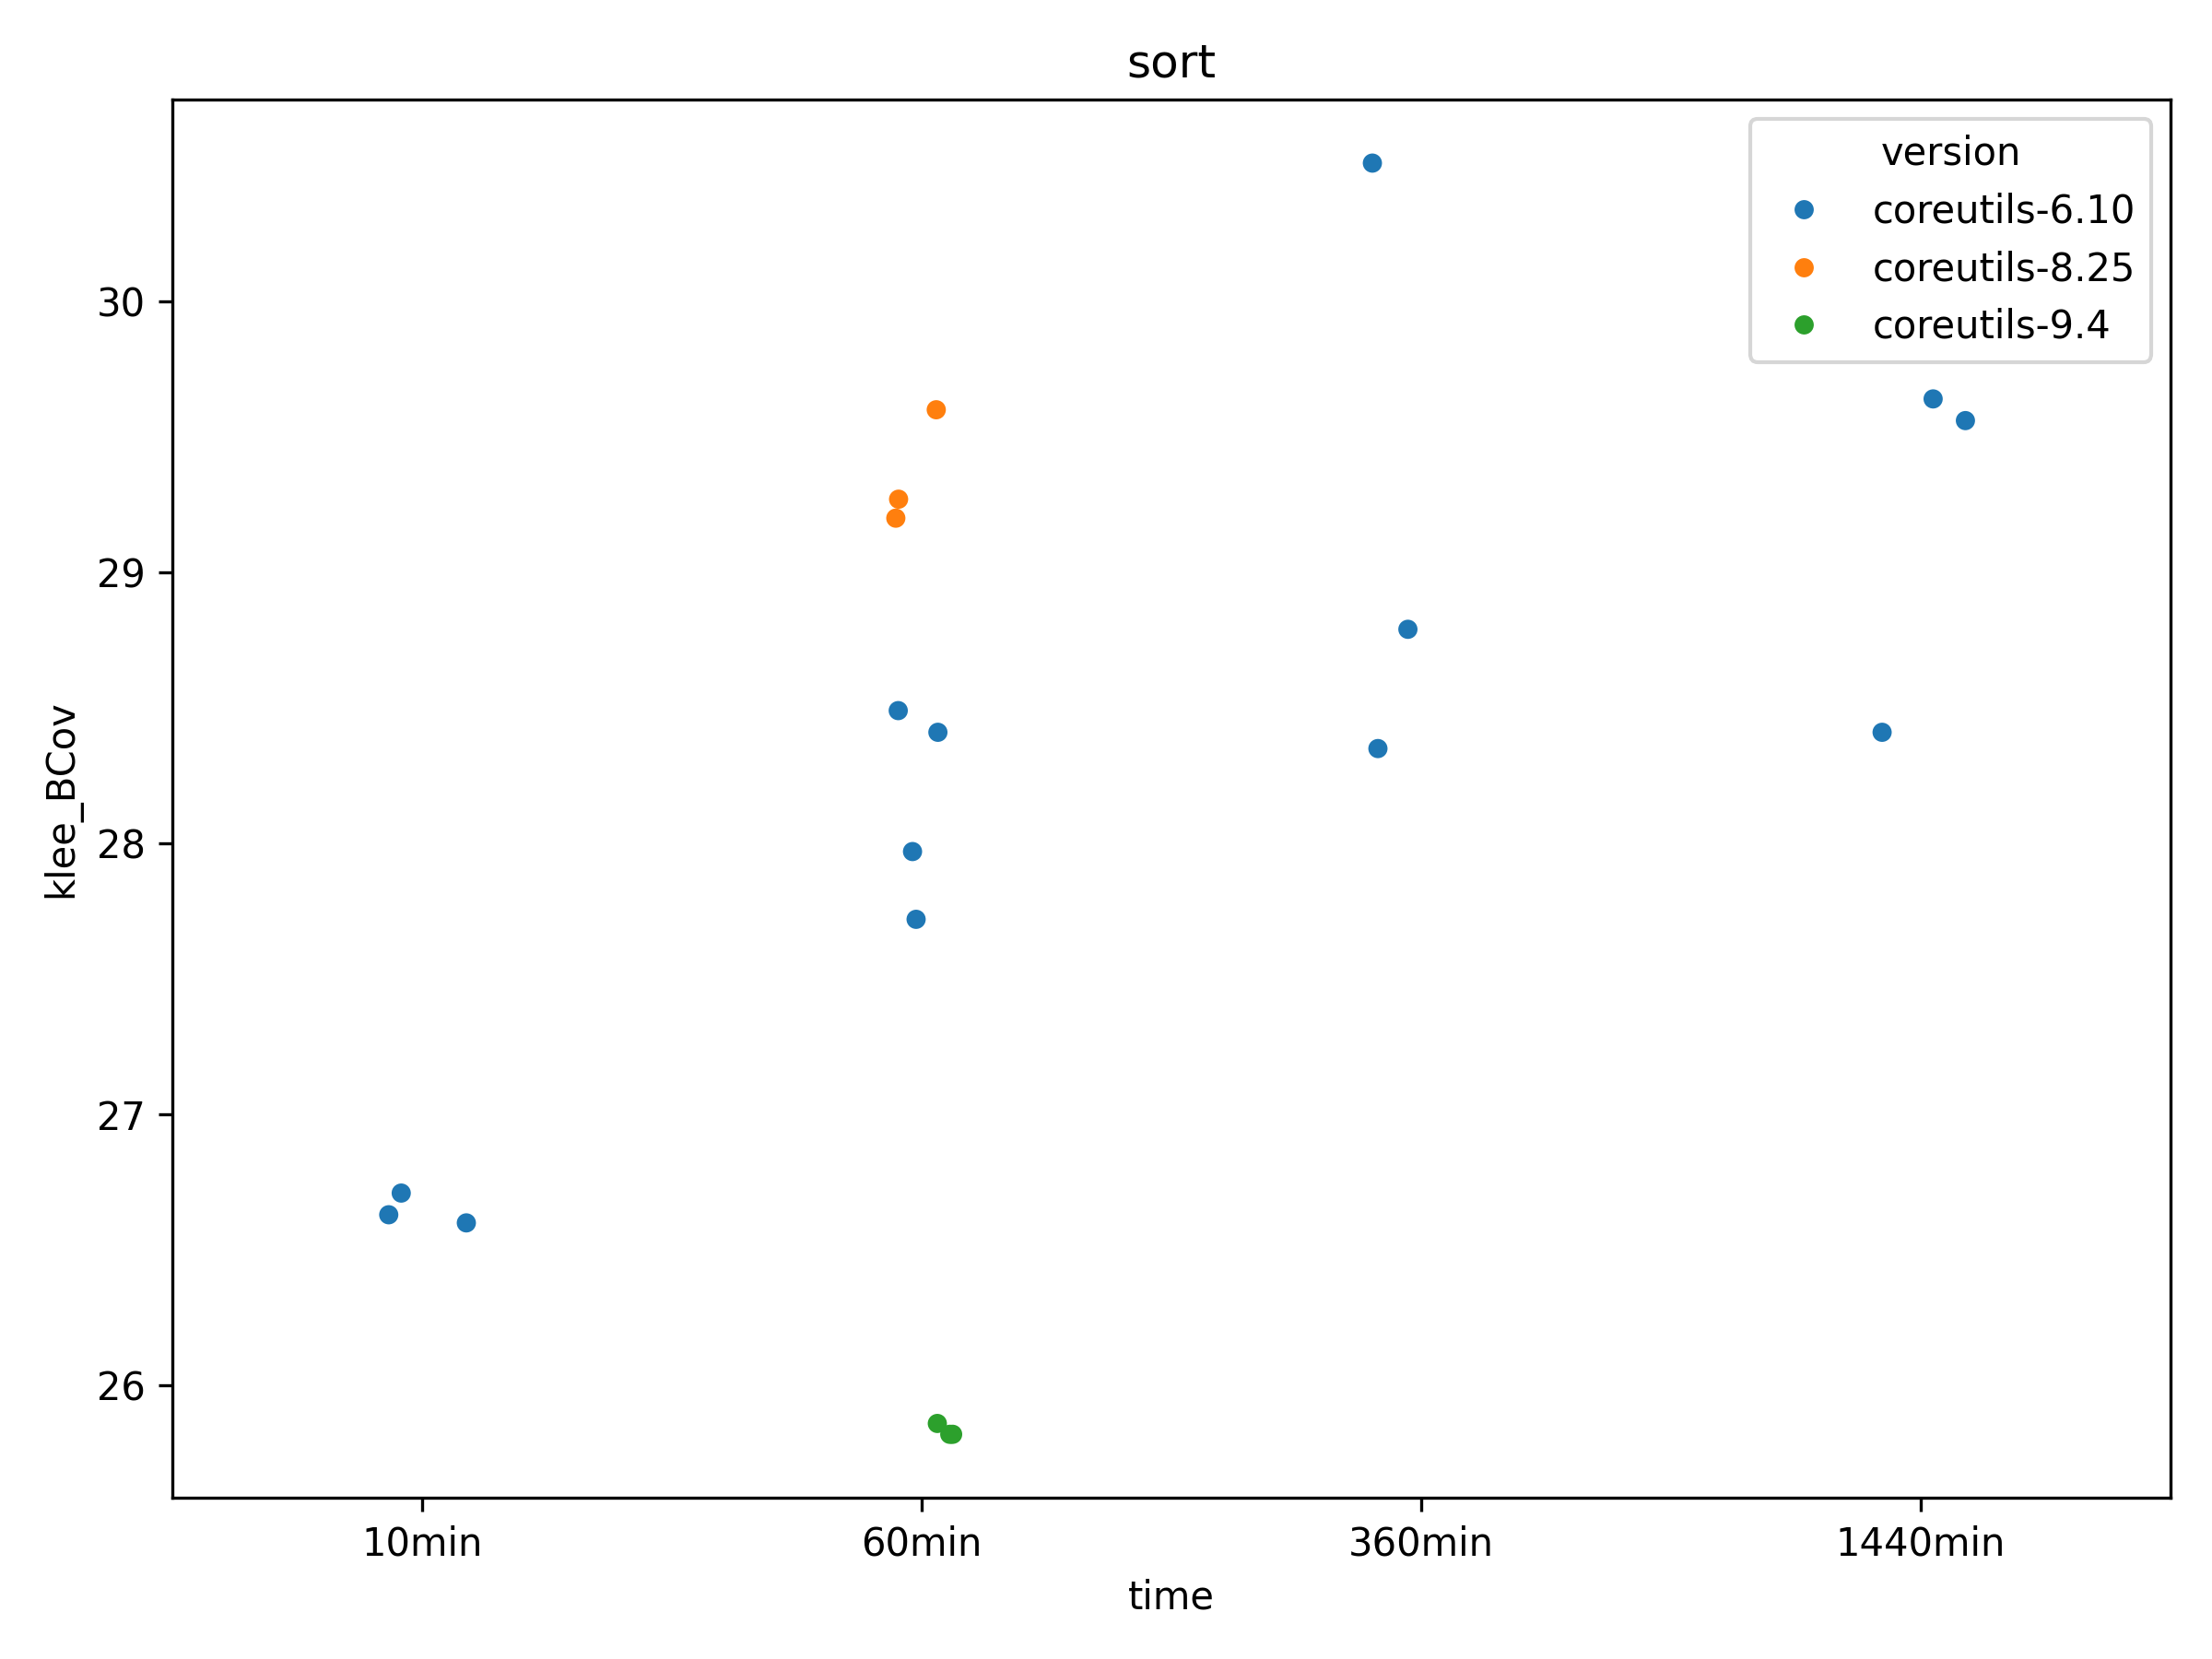 sort
version
coreutils-6.10
coreutils-8.25
coreutils-9.4
klee_BCov
30
29
28
27
26
10min 60min 360min 1440min
time